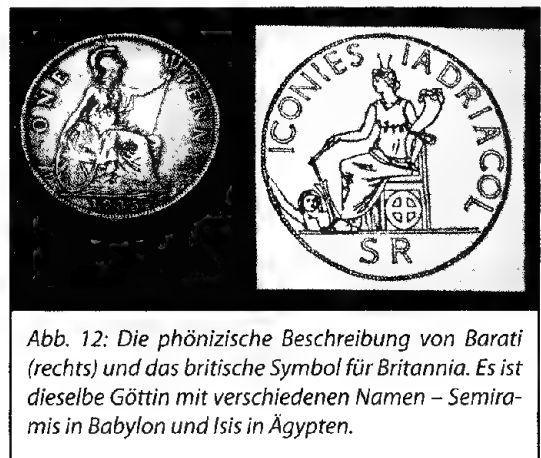 ONE PENNY
ICONIES IADRIACOL
SR
Abb. 12: Die phönizische Beschreibung von Barati
(rechts) und das britische Symbol für Britannia. Es ist
dieselbe Göttin mit verschiedenen Namen – Semira-
mis in Babylon und Isis in Ägypten.